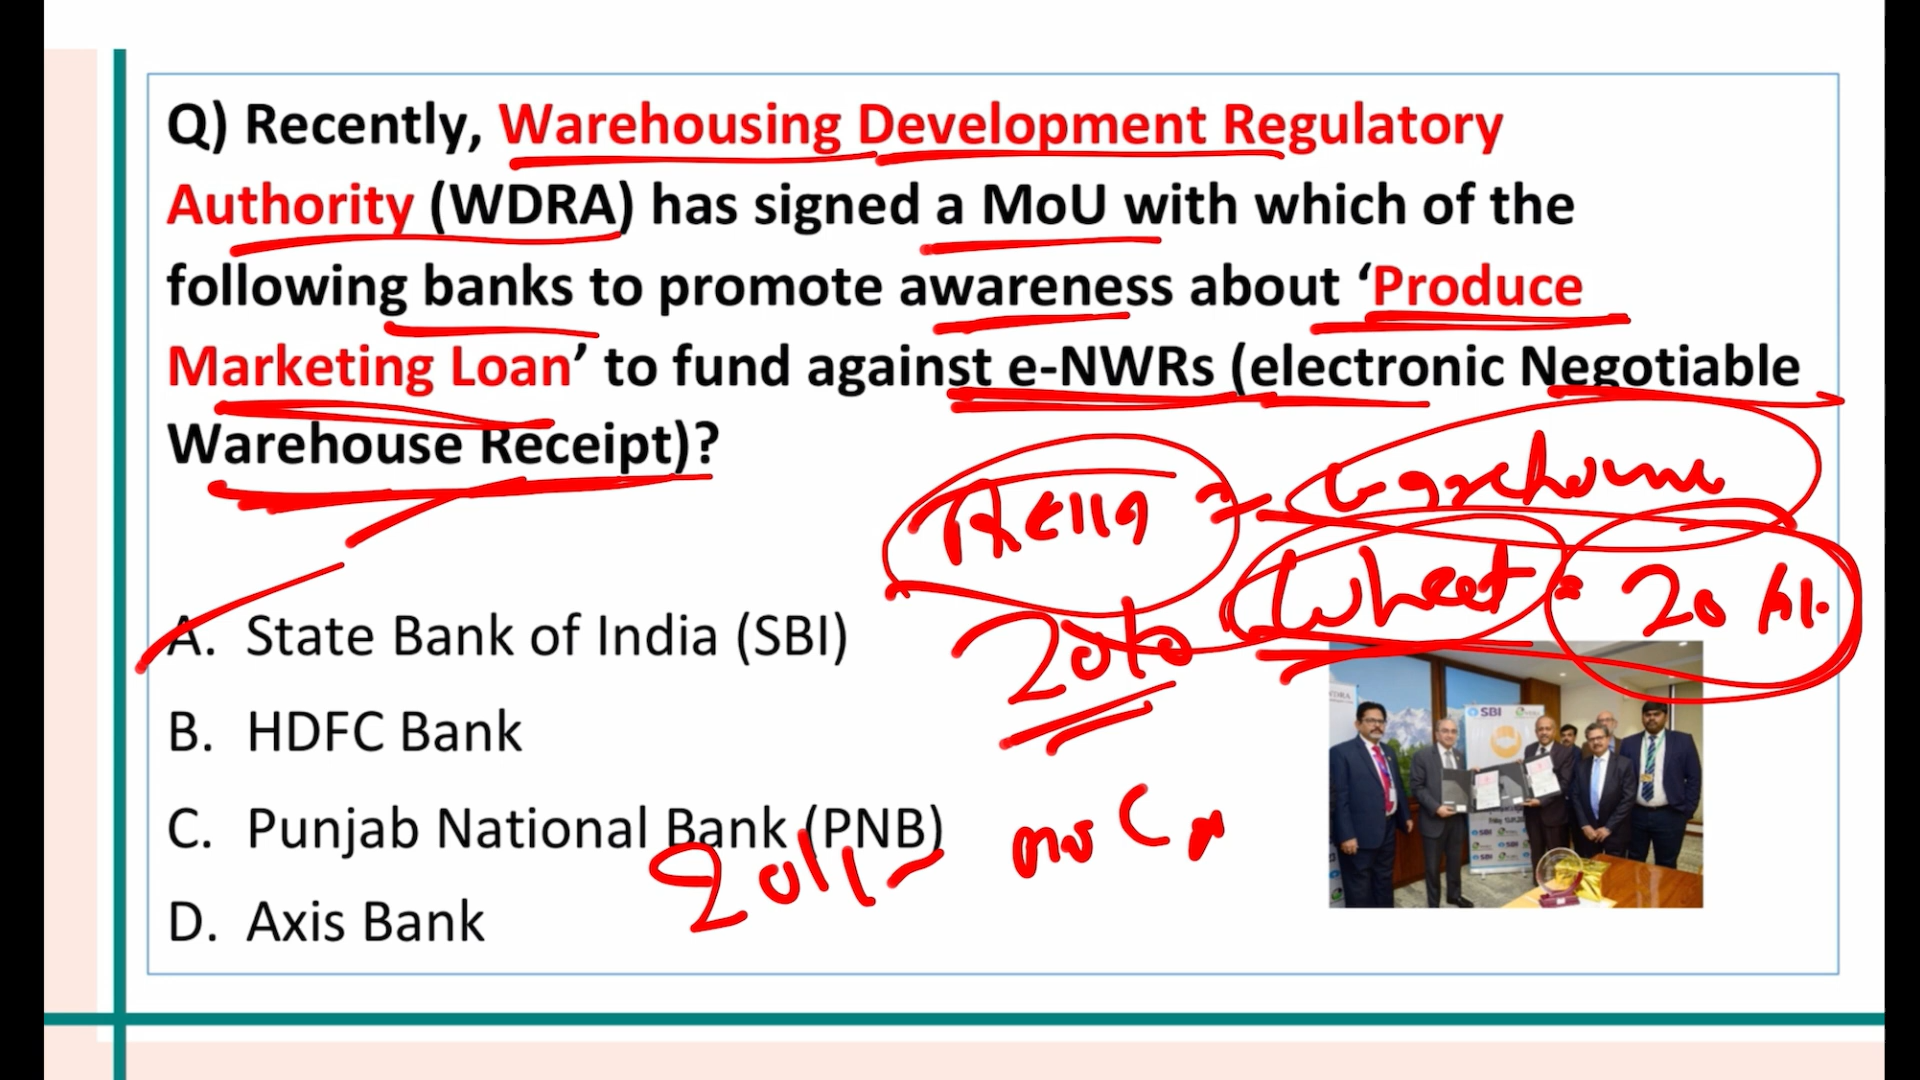 Q) Recently, Warehousing Development Regulatory
Authority (WDRA) has signed a MoU with which of the
following banks to promote awareness about ‘Produce
Marketing Loan’ to fund against e-NWRs (electronic Negotiable
Warehouse Receipt)?
Wheat
20
A. State Bank of India (SBI)
B. HDFC Bank
C. Punjab National Bank (PNB)
D. Axis Bank
SBI
SBI